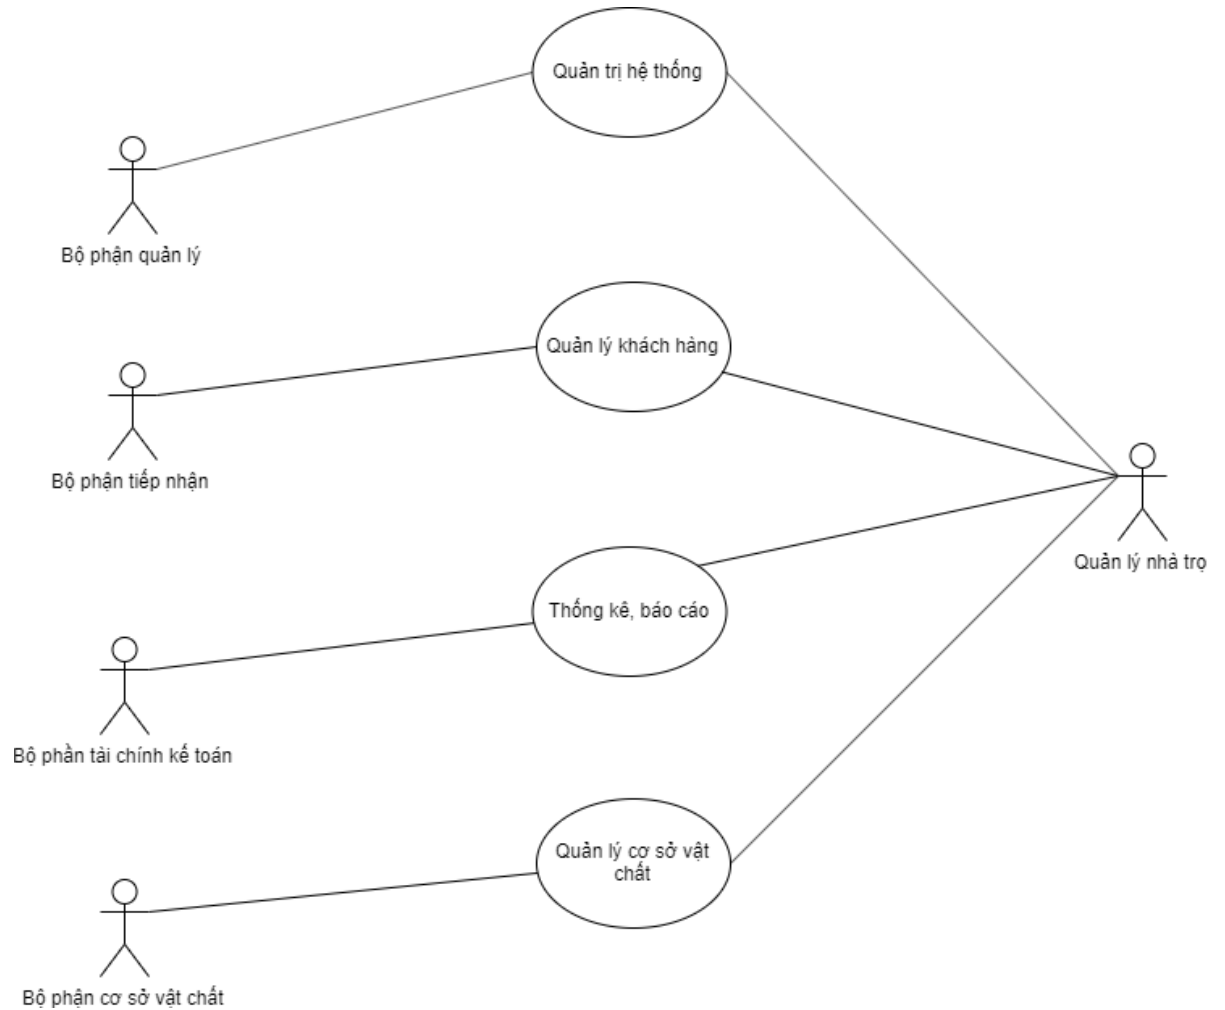 Quản trị hệ thống
Bộ phận quản lý
Quản lý khách hàng
Bộ phận tiếp nhận
Quản lý nhà trọ
Thống kê, báo cáo
Bộ phần tài chính kế toán
Quản lý cơ sở vật
chất
Bộ phận cơ sở vật chất